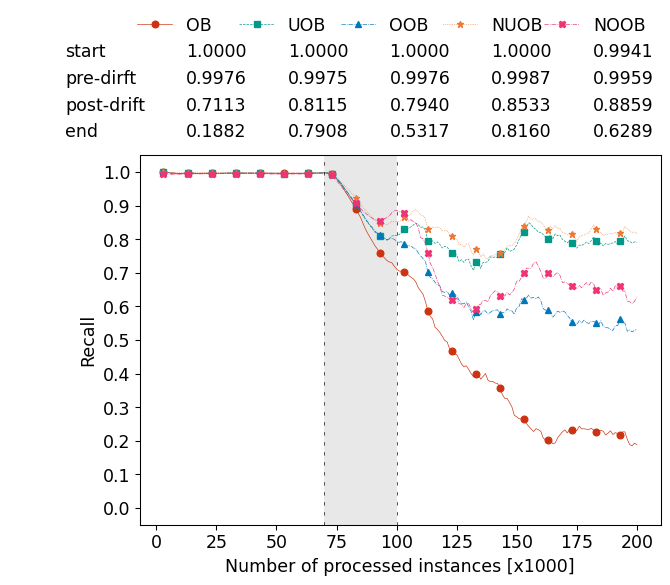 OB UOB OOB NUOB NOOB
start 1.0000 1.0000 1.0000 1.0000 0.9941
pre-dirft 0.9976 0.9975 0.9976 0.9987 0.9959
post-drift 0.7113 0.8115 0.7940 0.8533 0.8859
end 0.1882 0.7908 0.5317 0.8160 0.6289
1.0
0.9
0.8
0.7
0.6
0.5
0.4
0.3
0.2
0.1
0.0
Recall
0 25 50 75 100 125 150 175 200
Number of processed instances [x1000]